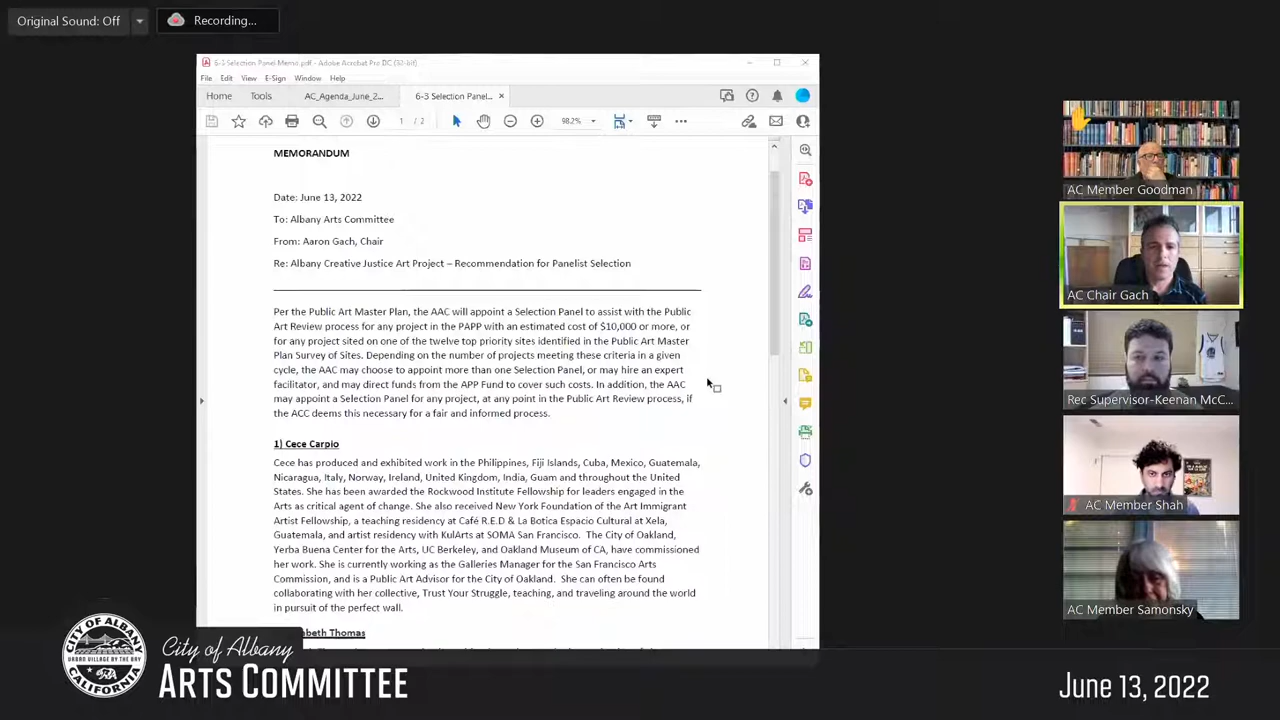 Original Sound: Off
Recording...
6-3 Selection Panel Memo.pdf - Adobe Acrobat Pro DC (32-bit)
File Edit View E-Sign Window Help
Home Tools AC_Agenda_June_2... 6-3 Selection Panel...
1 / 2 98.2%
MEMORANDUM
Date: June 13, 2022
To: Albany Arts Committee
From: Aaron Gach, Chair
Re: Albany Creative Justice Art Project – Recommendation for Panelist Selection
Per the Public Art Master Plan, the AAC will appoint a Selection Panel to assist with the Public
Art Review process for any project in the PAPP with an estimated cost of $10,000 or more, or
for any project sited on one of the twelve top priority sites identified in the Public Art Master
Plan Survey of Sites. Depending on the number of projects meeting these criteria in a given
cycle, the AAC may choose to appoint more than one Selection Panel, or may hire an expert
facilitator, and may direct funds from the APP Fund to cover such costs. In addition, the AAC
may appoint a Selection Panel for any project, at any point in the Public Art Review process, if
the ACC deems this necessary for a fair and informed process.
1) Cece Carpio
Cece has produced and exhibited work in the Philippines, Fiji Islands, Cuba, Mexico, Guatemala,
Nicaragua, Italy, Norway, Ireland, United Kingdom, India, Guam and throughout the United
States. She has been awarded the Rockwood Institute Fellowship for leaders engaged in the
Arts as critical agent of change. She also received New York Foundation of the Art Immigrant
Artist Fellowship, a teaching residency at Café R.E.D & La Botica Espacio Cultural at Xela,
Guatemala, and artist residency with KulArts at SOMA San Francisco. The City of Oakland,
Yerba Buena Center for the Arts, UC Berkeley, and Oakland Museum of CA, have commissioned
her work. She is currently working as the Galleries Manager for the San Francisco Arts
Commission, and is a Public Art Advisor for the City of Oakland. She can often be found
collaborating with her collective, Trust Your Struggle, teaching, and traveling around the world
in pursuit of the perfect wall.
abeth Thomas
AC Member Goodman
AC Chair Gach
Rec Supervisor-Keenan McC...
AC Member Shah
AC Member Samonsky
CITY OF ALBANY
URBAN VILLAGE BY THE BAY
CALIFORNIA
City of Albany
ARTS COMMITTEE
June 13, 2022